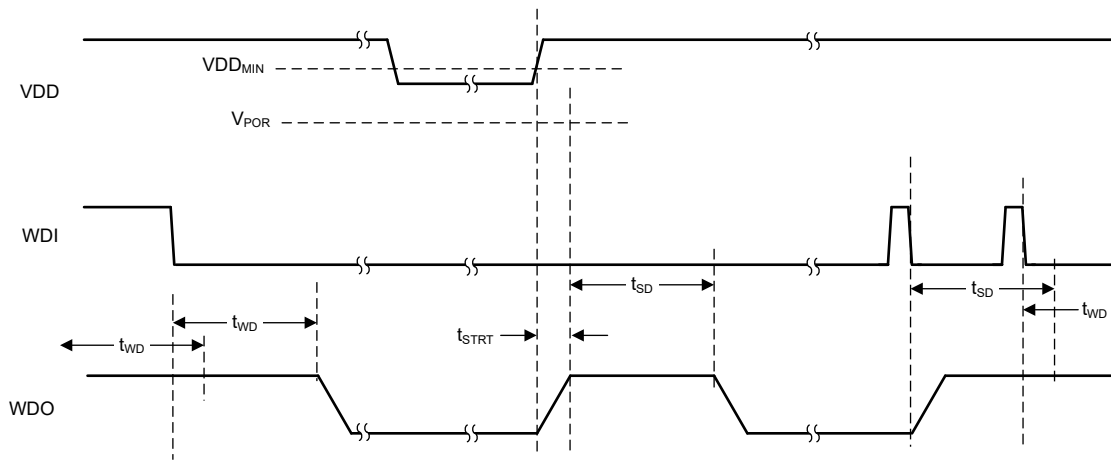 VDD
VDDMIN
VPOR
WDI
tWD
tWD
tSTRT
tSD
tSD
tWD
WDO